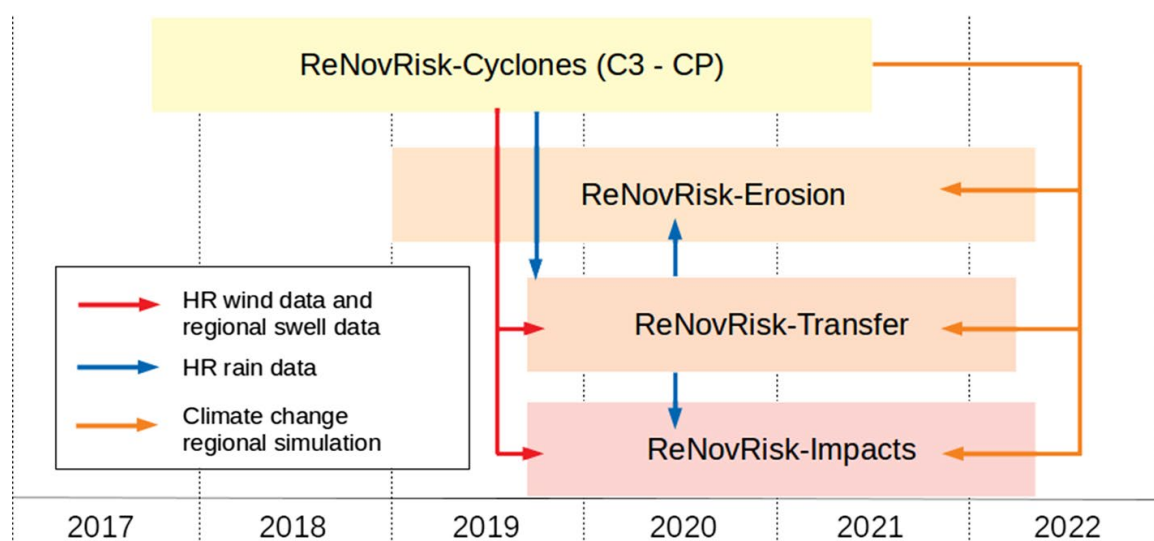 ReNovRisk-Cyclones (C3 - CP)
ReNovRisk-Erosion
HR wind data and
regional swell data
HR rain data
Climate change
regional simulation
ReNovRisk-Transfer
ReNovRisk-Impacts
2017 2018 2019 2020 2021 2022